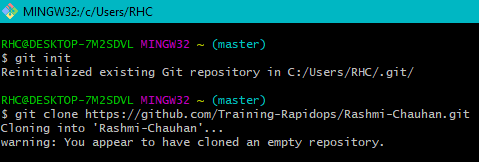 MINGW32:/c/Users/RHC
RHC@DESKTOP-7M2SDVL MINGW32 ~ (master)
$ git init
Reinitialized existing Git repository in C:/Users/RHC/.git/
RHC@DESKTOP-7M2SDVL MINGW32 ~ (master)
$ git clone https://github.com/Training-Rapidops/Rashmi-Chauhan.git
Cloning into 'Rashmi-Chauhan'...
warning: You appear to have cloned an empty repository.